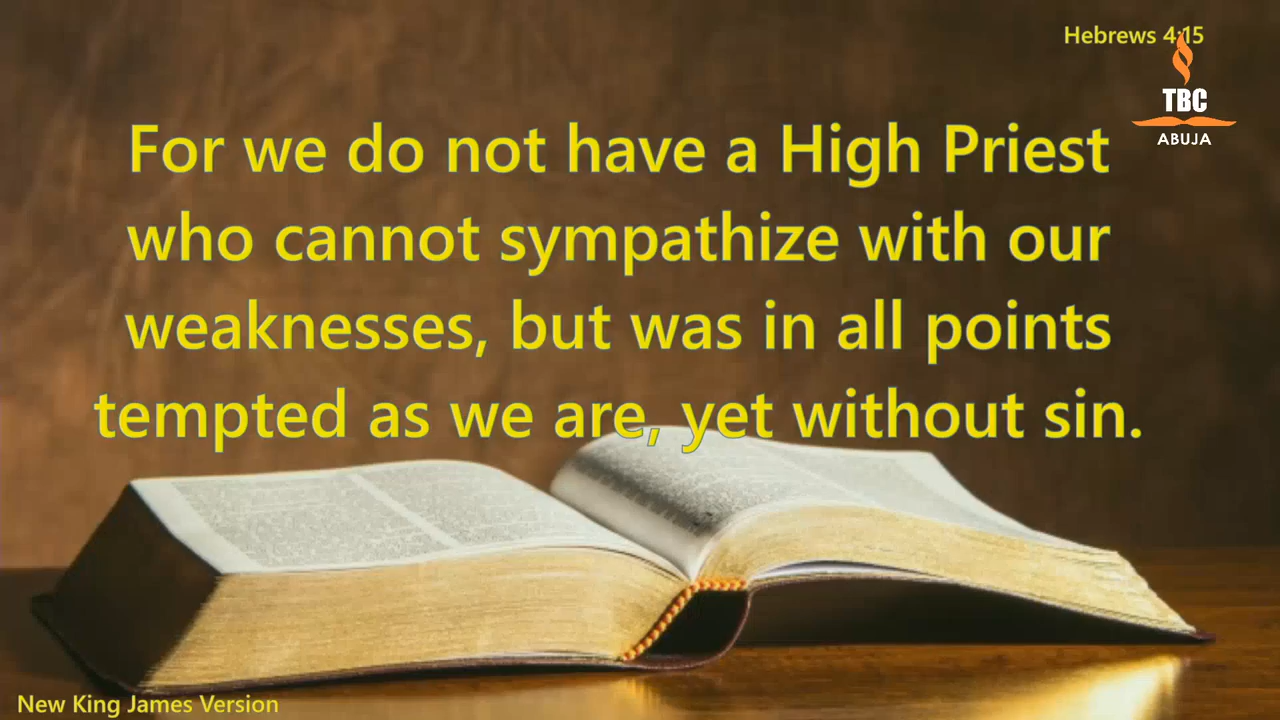 Hebrews 4:15
TBC
ABUJA
For we do not have a High Priest
who cannot sympathize with our
weaknesses, but was in all points
tempted as we are, yet without sin.
New King James Version